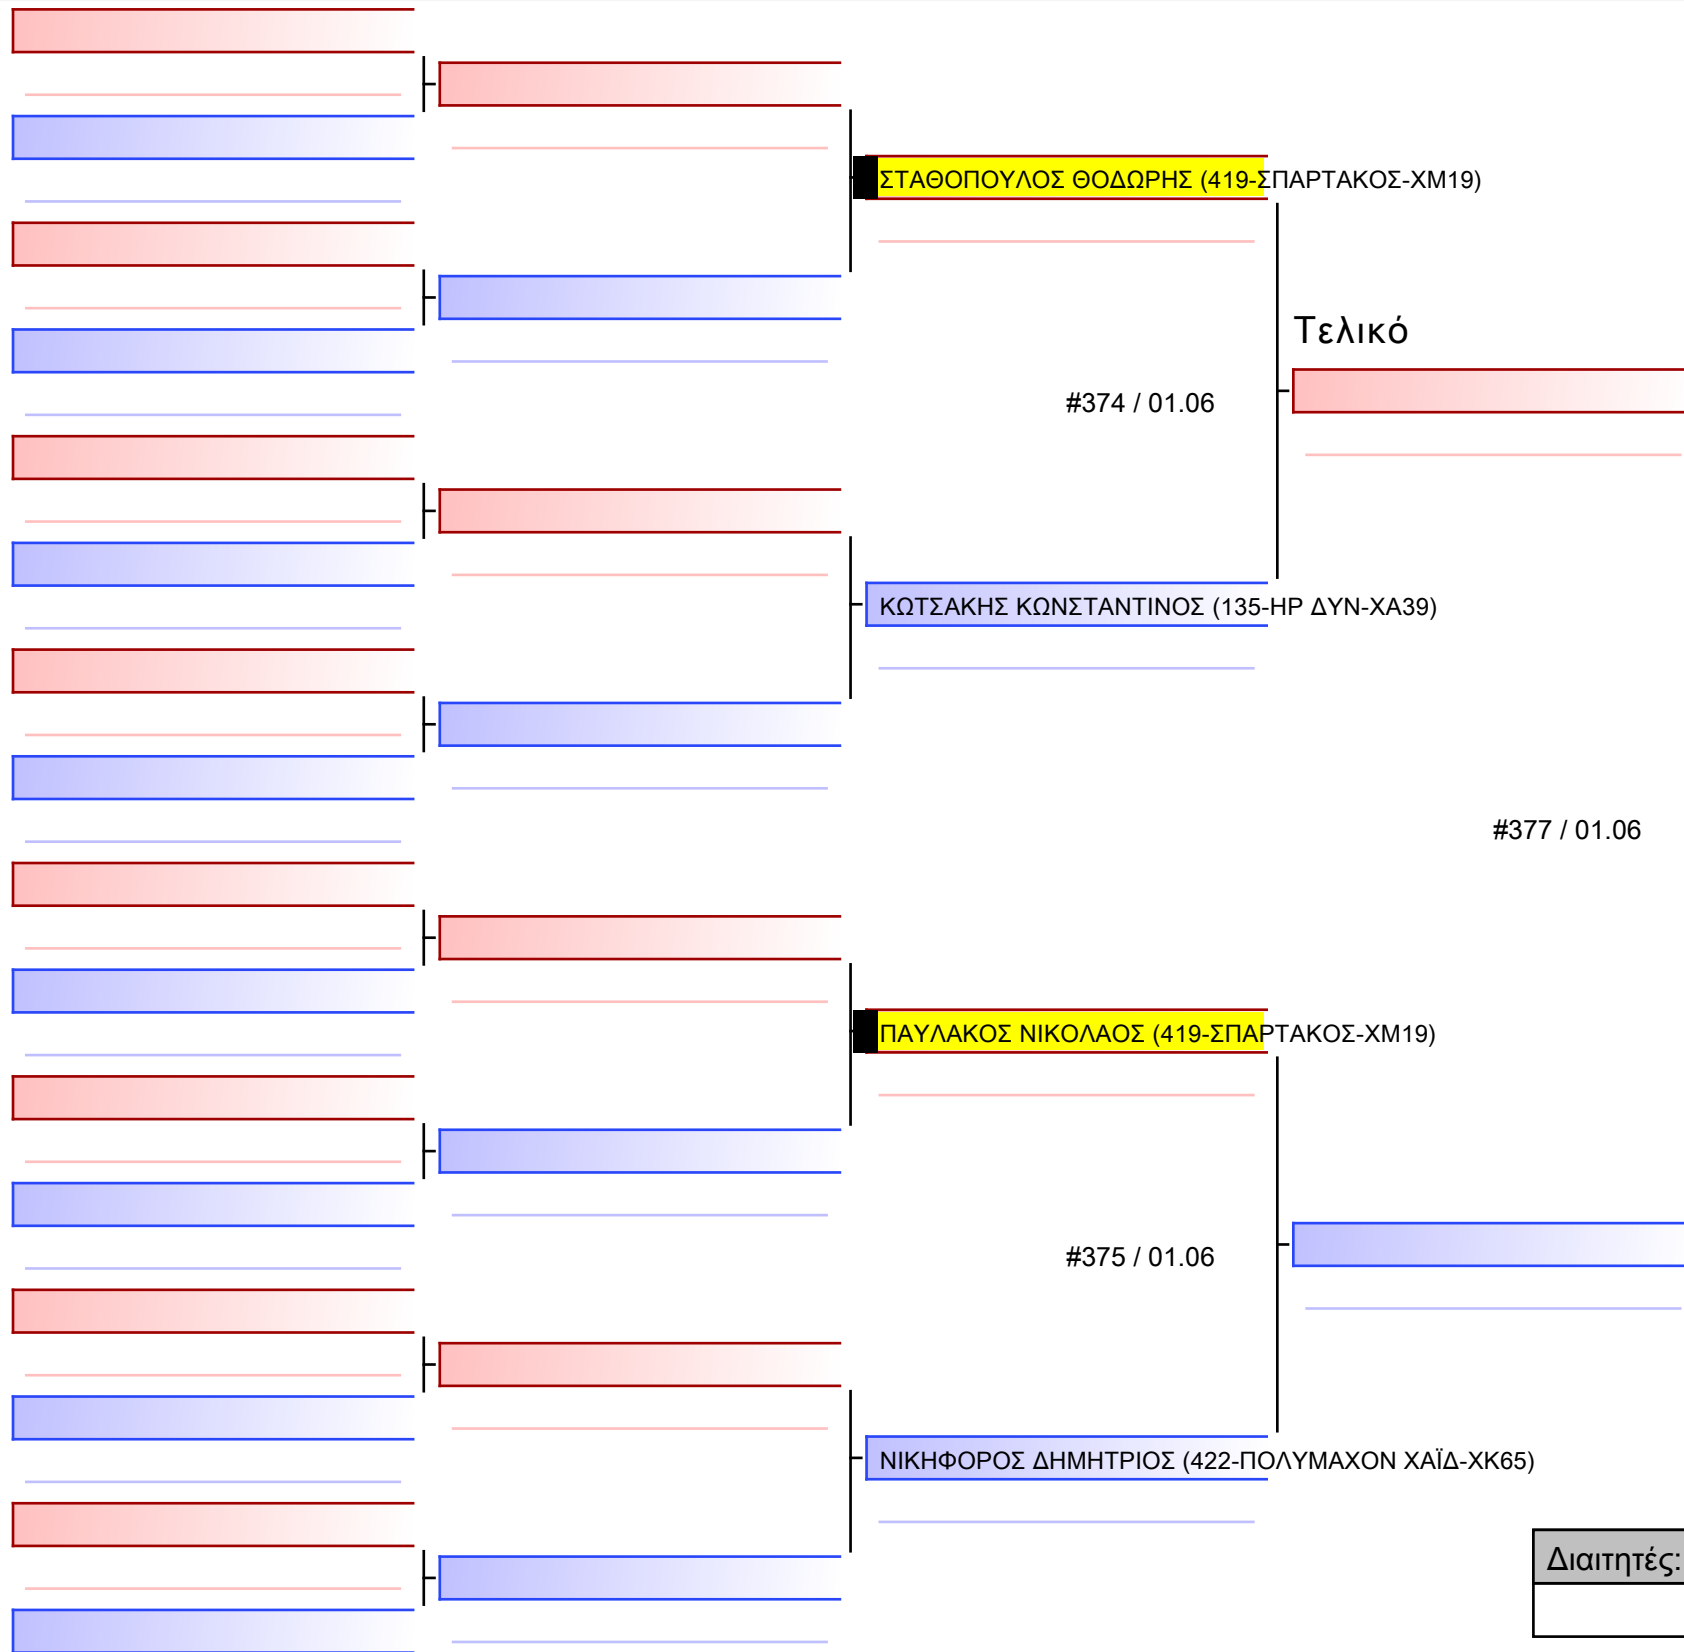 ΣΤΑΘΟΠΟΥΛΟΣ ΘΟΔΩΡΗΣ (419-ΣΠΑΡΤΑΚΟΣ-ΧΜ19)
Τελικό
#374 / 01.06
ΚΩΤΣΑΚΗΣ ΚΩΝΣΤΑΝΤΙΝΟΣ (135-ΗΡ ΔΥΝ-ΧΑ39)
#377 / 01.06
ΠΑΥΛΑΚΟΣ ΝΙΚΟΛΑΟΣ (419-ΣΠΑΡΤΑΚΟΣ-ΧΜ19)
#375 / 01.06
ΝΙΚΗΦΟΡΟΣ ΔΗΜΗΤΡΙΟΣ (422-ΠΟΛΥΜΑΧΟΝ ΧΑΪΔ-ΧΚ65)
Διαιτητές: